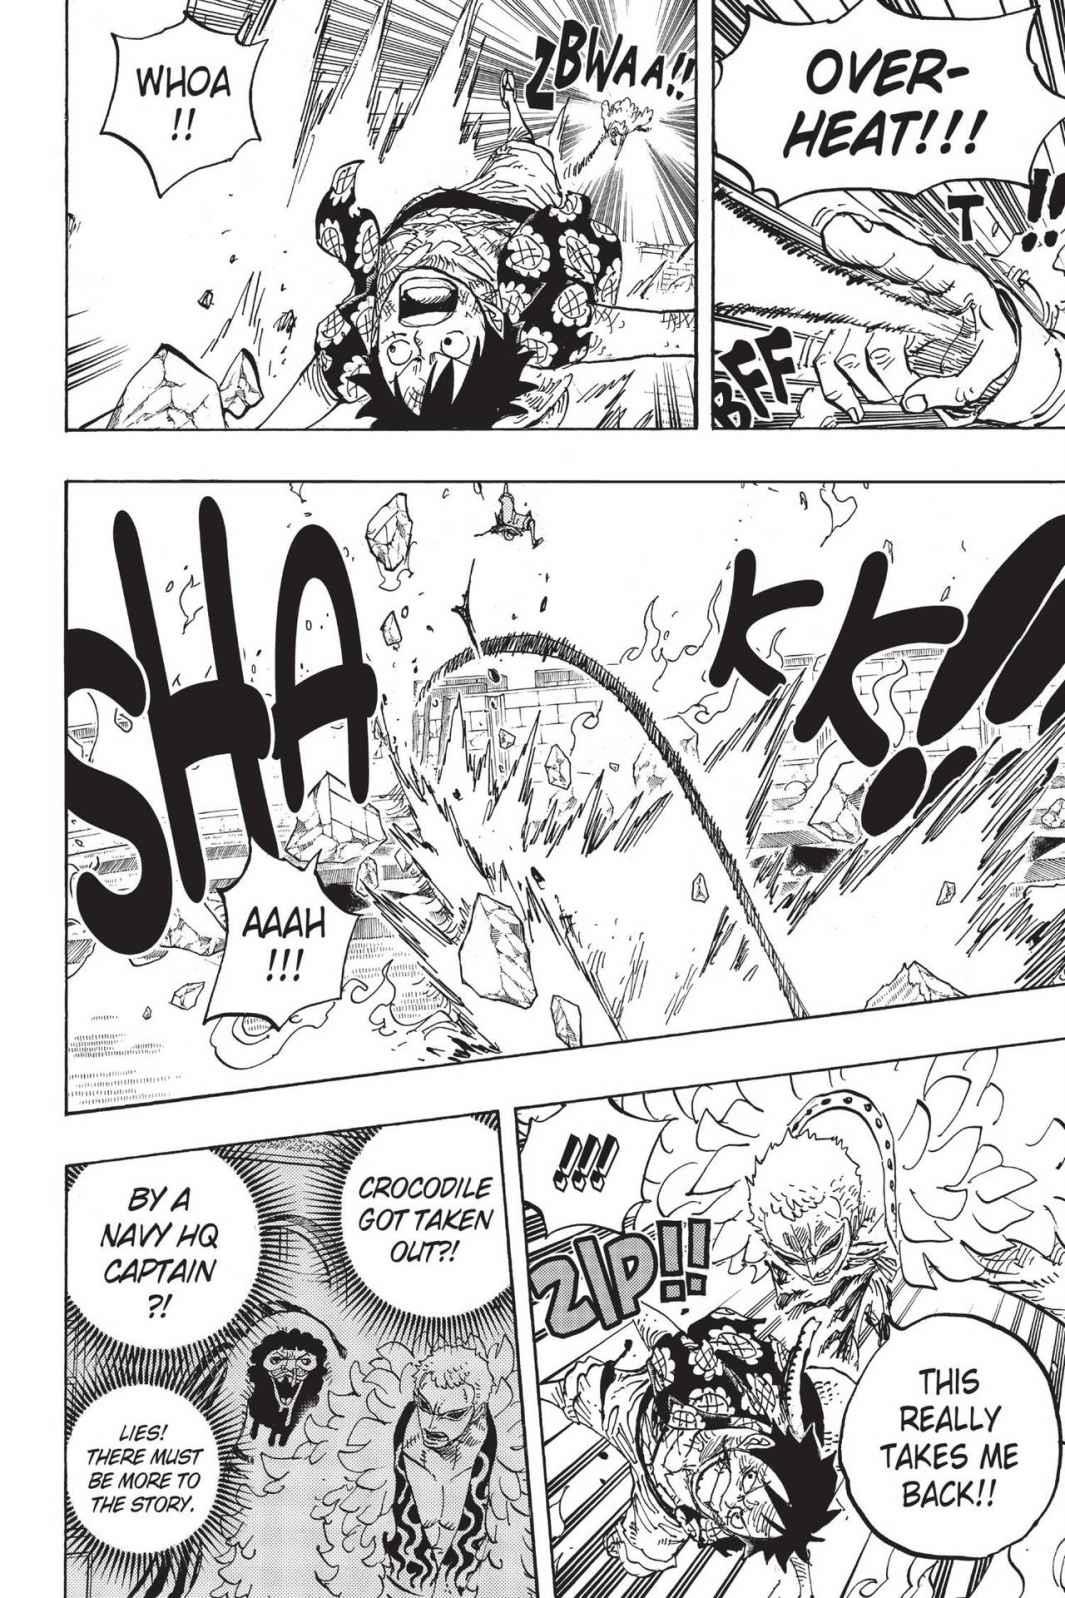 OVER-
HEAT!!!
T
!!
BFF
ZBWAA!!
WHOA
!!
SHA
KK!!!
AAAH
!!!
!!!
ZIP!!
THIS
REALLY
TAKES ME
BACK!!
CROCODILE
GOT TAKEN
OUT?!
BY A
NAVY HQ
CAPTAIN
?!
LIES!
THERE MUST
BE MORE TO
THE STORY.